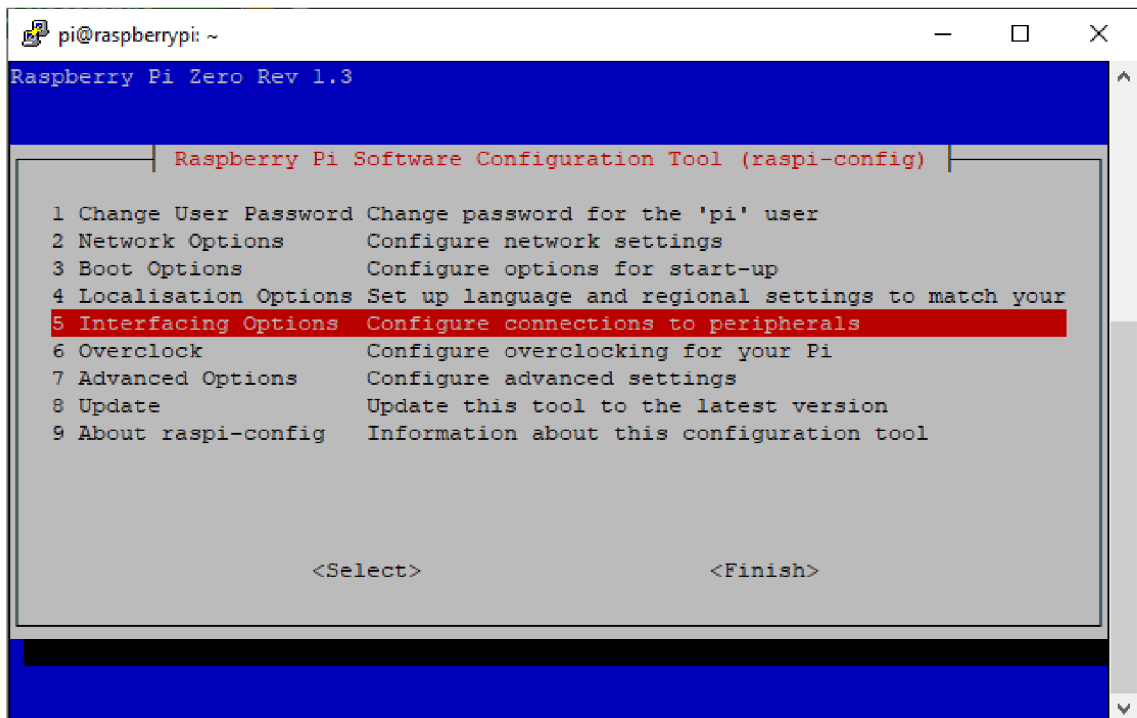 pi@raspberrypi: ~
Raspberry Pi Zero Rev 1.3
Raspberry Pi Software Configuration Tool (raspi-config)
1 Change User Password Change password for the 'pi' user
2 Network Options Configure network settings
3 Boot Options Configure options for start-up
4 Localisation Options Set up language and regional settings to match your
5 Interfacing Options Configure connections to peripherals
6 Overclock Configure overclocking for your Pi
7 Advanced Options Configure advanced settings
8 Update Update this tool to the latest version
9 About raspi-config Information about this configuration tool
<Select> <Finish>